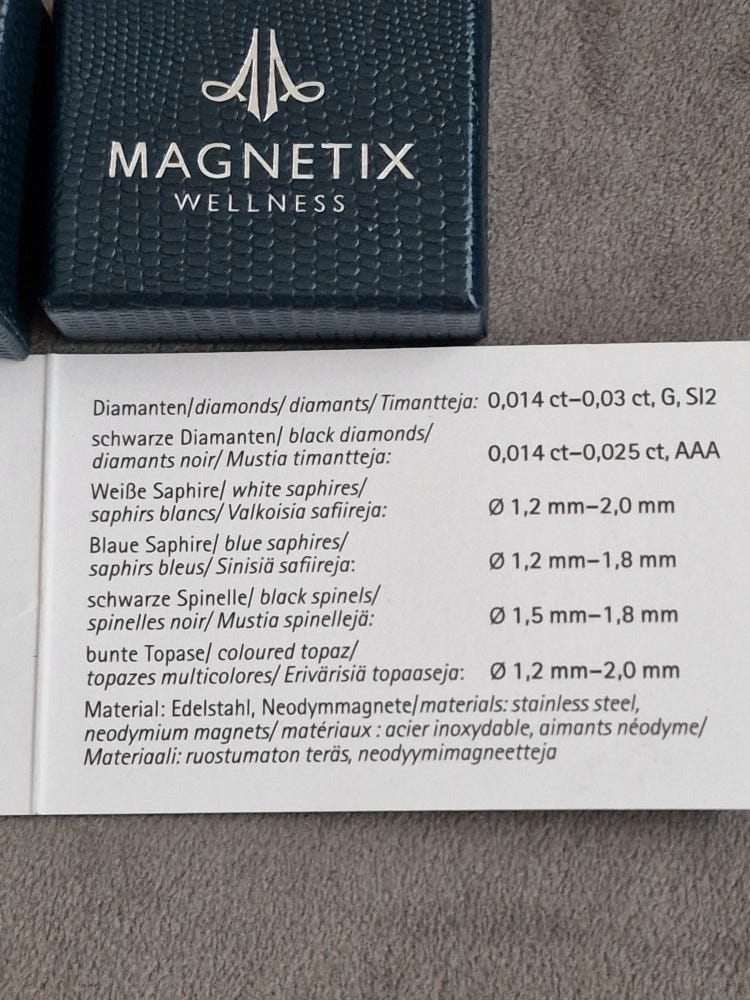 MAGNETIX
WELLNESS
Diamanten/diamonds/ diamants/ Timantteja: 0,014 ct–0,03 ct, G, SI2
schwarze Diamanten/ black diamonds/
diamants noir/ Mustia timantteja: 0,014 ct–0,025 ct, AAA
Weiße Saphire/ white saphires/
saphirs blancs/ Valkoisia safiireja: Ø 1,2 mm–2,0 mm
Blaue Saphire/ blue saphires/
saphirs bleus/ Sinisiä safiireja: Ø 1,2 mm–1,8 mm
schwarze Spinelle/ black spinels/
spinelles noir/ Mustia spinellejä: Ø 1,5 mm–1,8 mm
bunte Topase/ coloured topaz/
topazes multicolores/ Erivärisiä topaaseja: Ø 1,2 mm–2,0 mm
Material: Edelstahl, Neodymmagnete/materials: stainless steel,
neodymium magnets/ matériaux : acier inoxydable, aimants néodyme/
Materiaali: ruostumaton teräs, neodyymimagneetteja